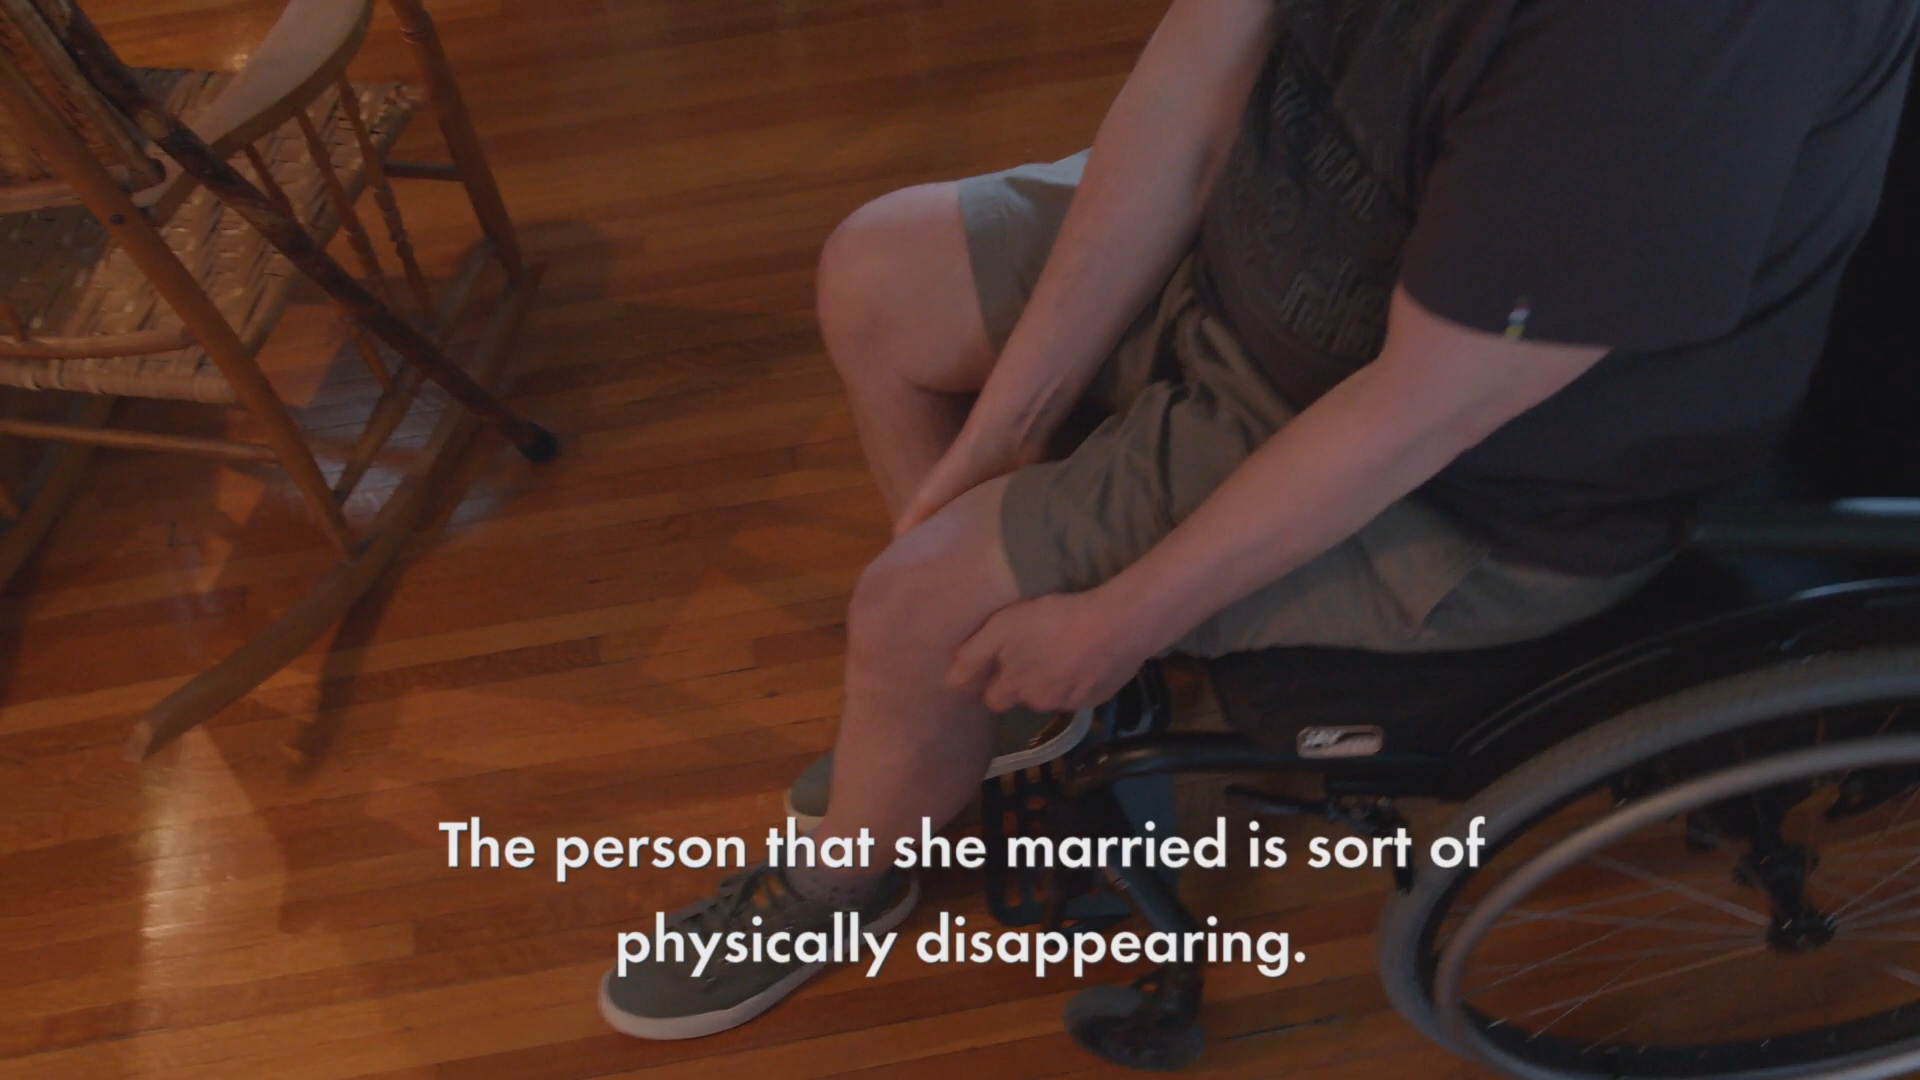 The person that she married is sort of
physically disappearing.